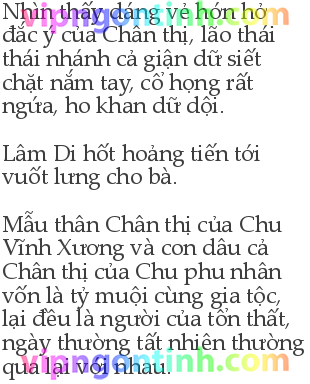 Nhìn thấy dáng vẻ hớn hở
đắc ý của Chân thị, lão thái
thái nhánh cả giận dữ siết
chặt nắm tay, cổ họng rất
ngứa, ho khan dữ dội.

Lâm Di hốt hoảng tiến tới
vuốt lưng cho bà.

Mẫu thân Chân thị của Chu
Vĩnh Xương và con dâu cả
Chân thị của Chu phu nhân
vốn là tỷ muội cùng gia tộc,
lại đều là người của tổn thất,
ngày thường tất nhiên thường
qua lại với nhau.
vipngontinh.com
vipngontinh.com